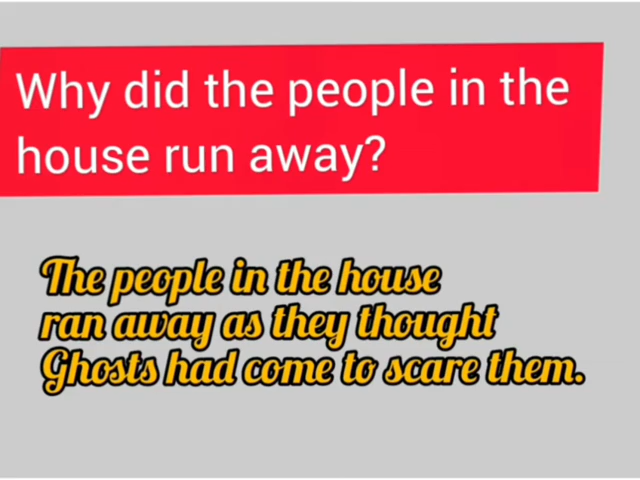 Why did the people in the
house run away?
The people in the house
ran away as they thought
Ghosts had come to scare them.